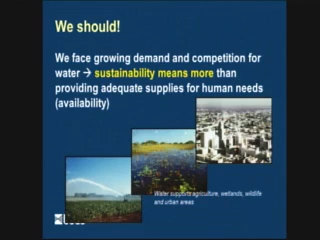 We should!
We face growing demand and competition for
water → sustainability means more than
providing adequate supplies for human needs
(availability)
Water supports agriculture, wetlands, wildlife
and urban areas